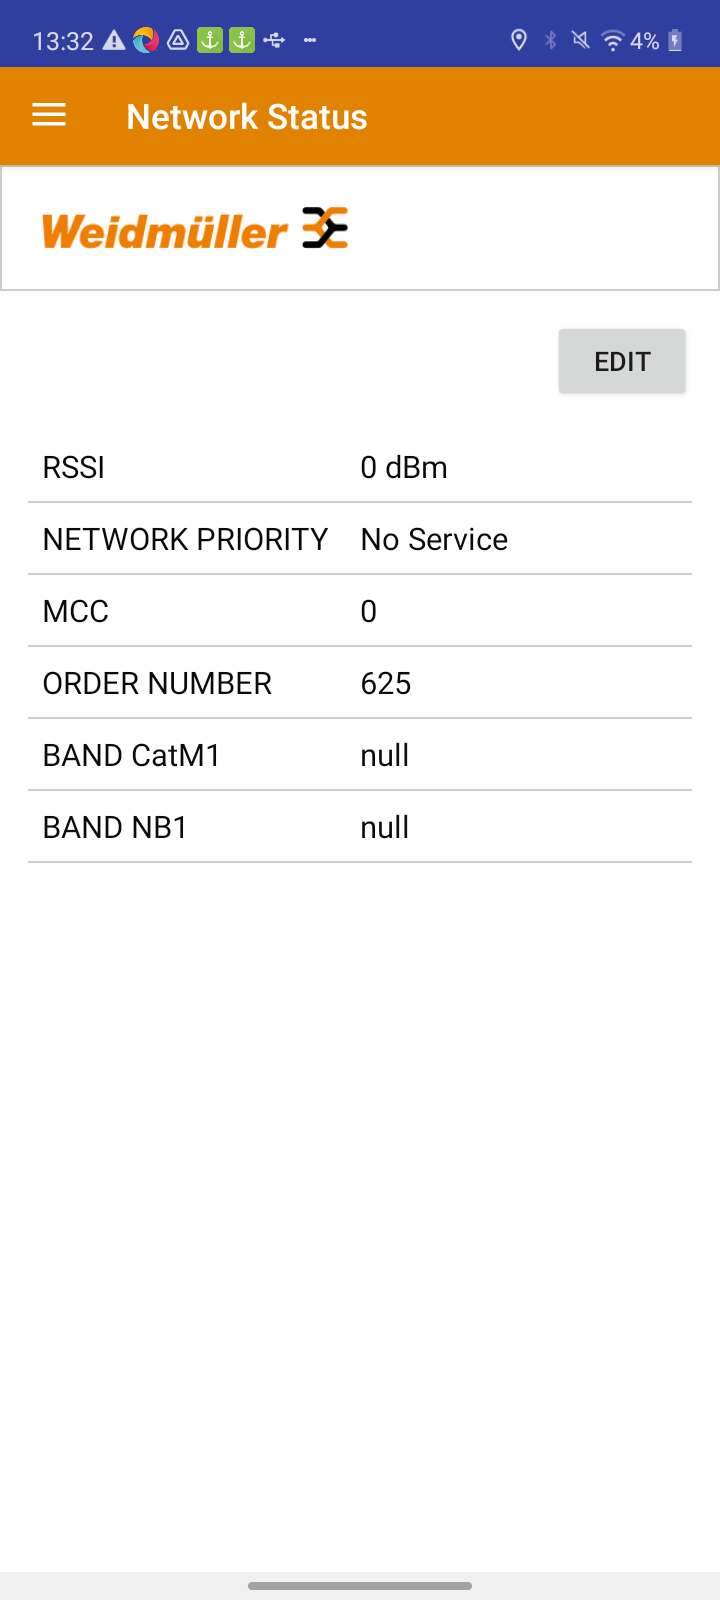 13:32 4%
Network Status
Weidmüller
EDIT
RSSI 0 dBm
NETWORK PRIORITY No Service
MCC 0
ORDER NUMBER 625
BAND CatM1 null
BAND NB1 null